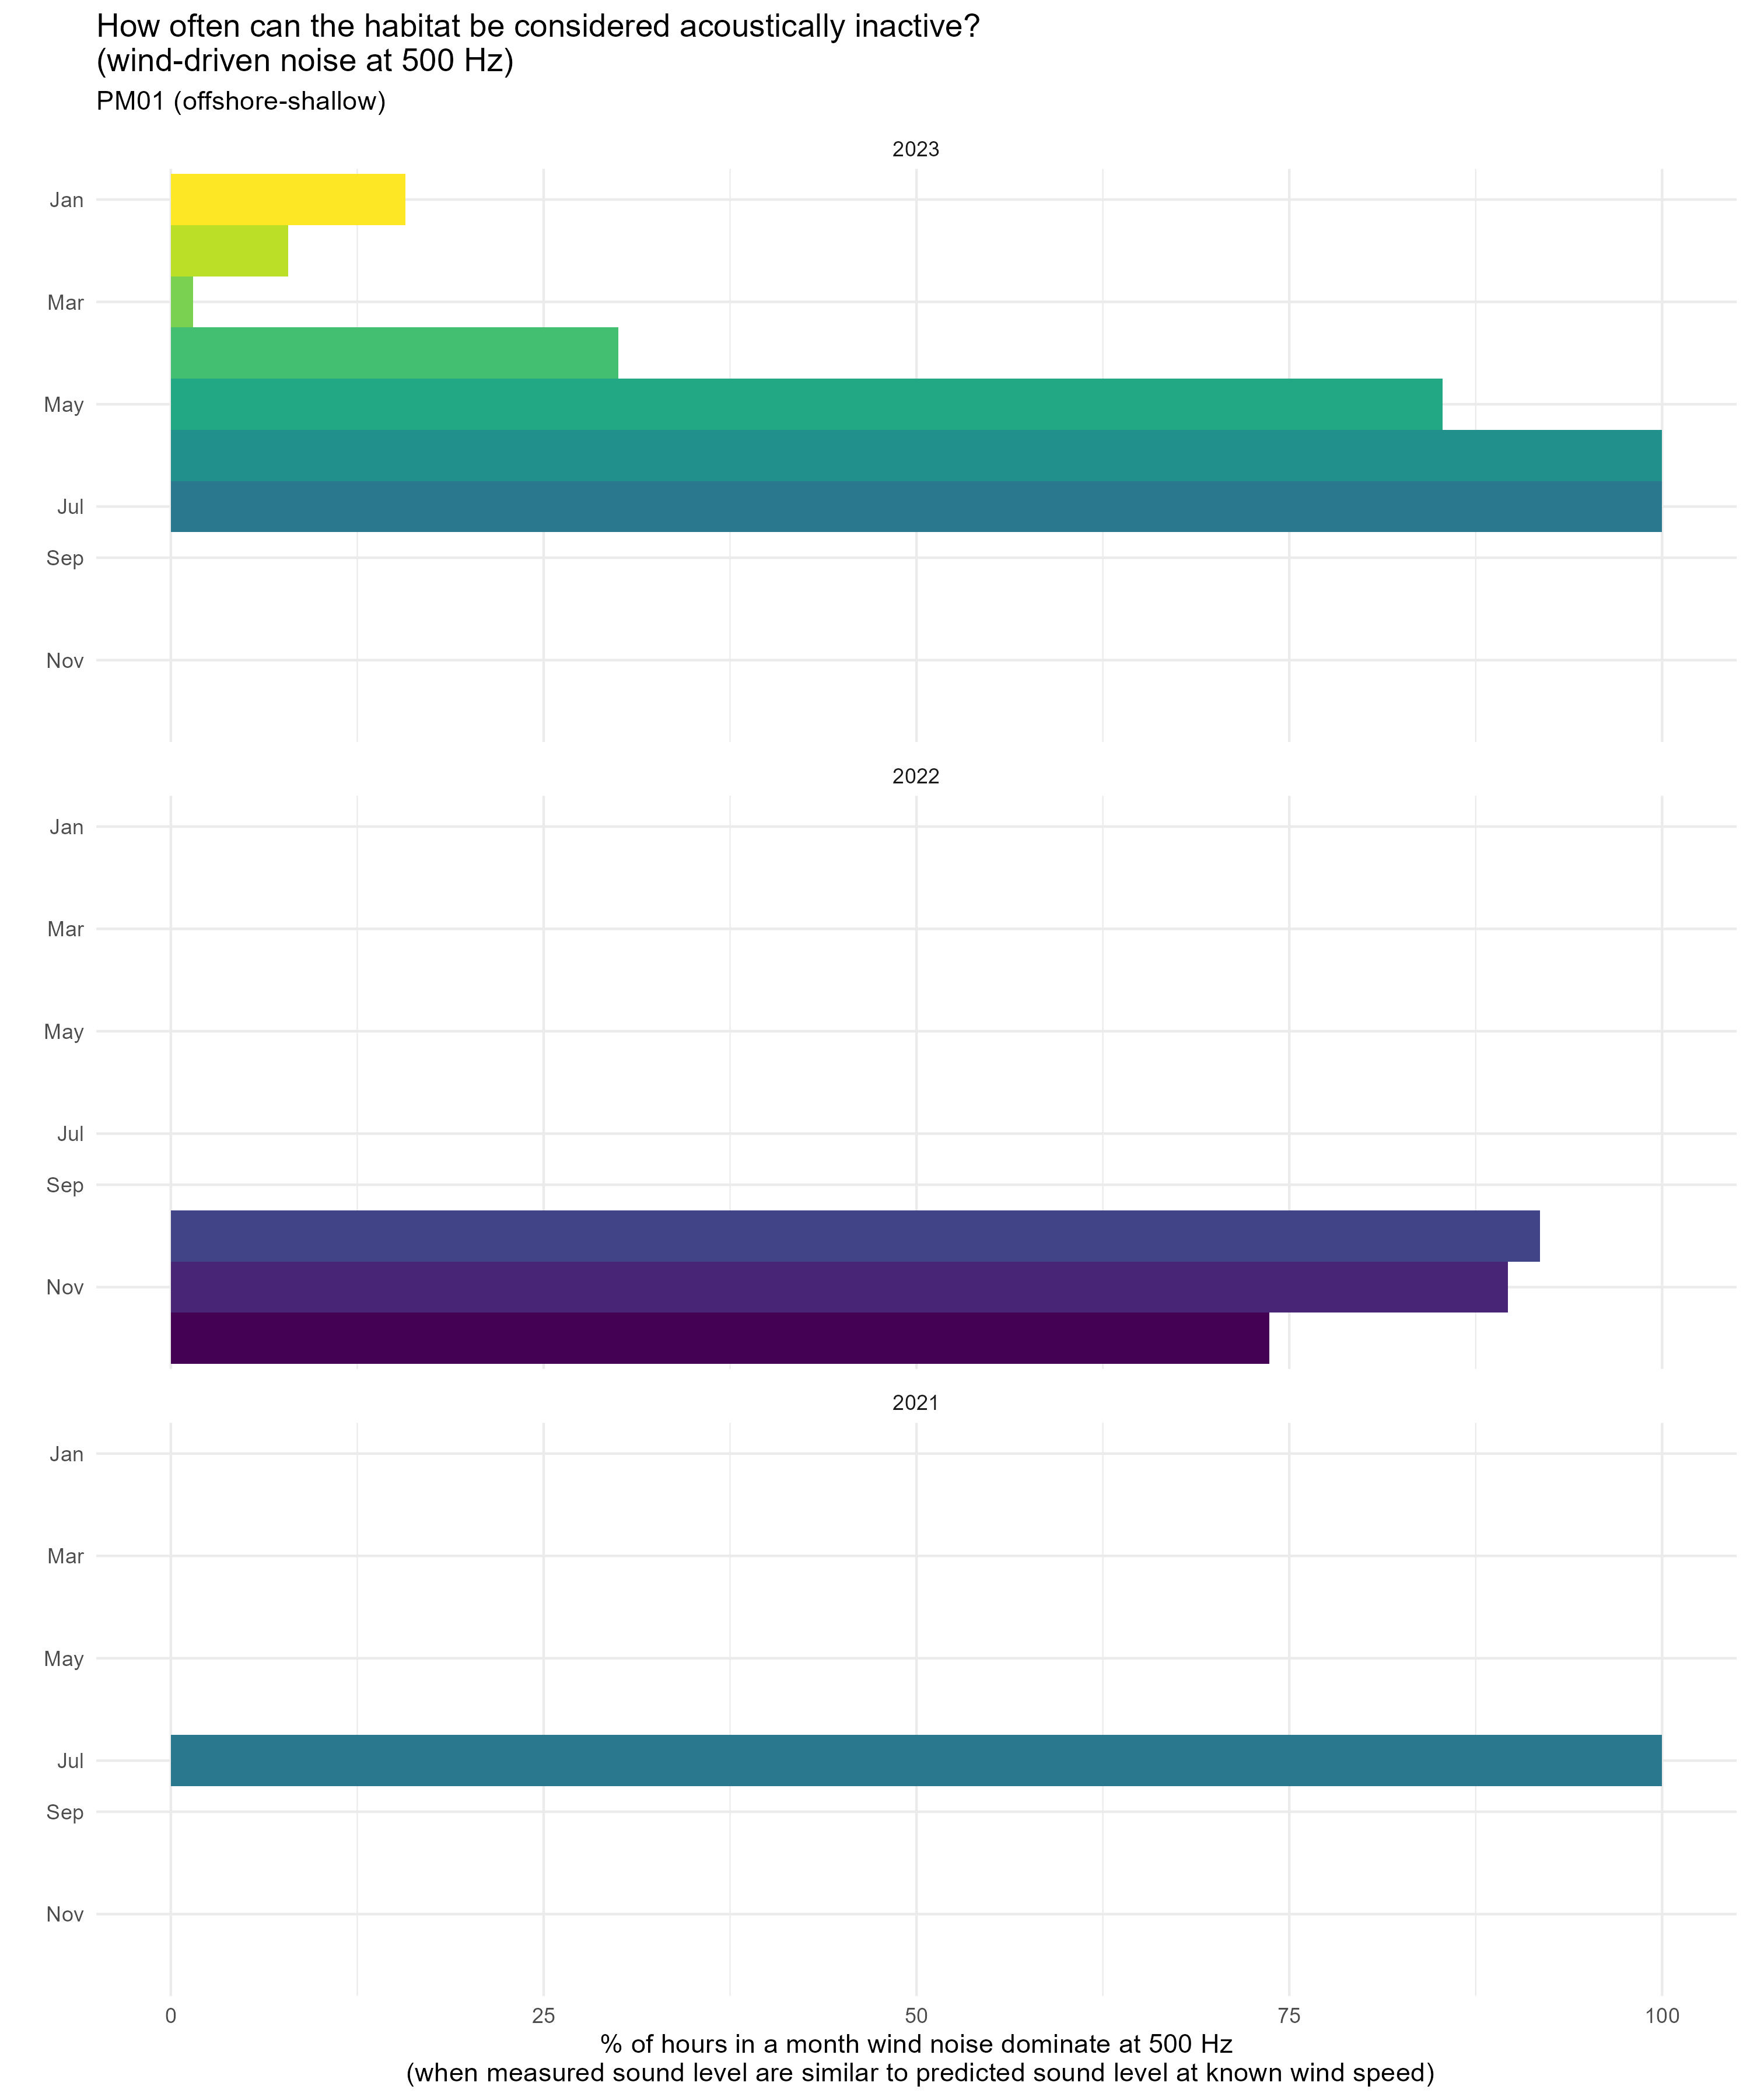 How often can the habitat be considered acoustically inactive?
(wind-driven noise at 500 Hz)
PM01 (offshore-shallow)
2023
Jan
Mar
May
Jul
Sep
Nov
2022
Jan
Mar
May
Jul
Sep
Nov
2021
Jan
Mar
May
Jul
Sep
Nov
0 25 50 75 100
% of hours in a month wind noise dominate at 500 Hz
(when measured sound level are similar to predicted sound level at known wind speed)